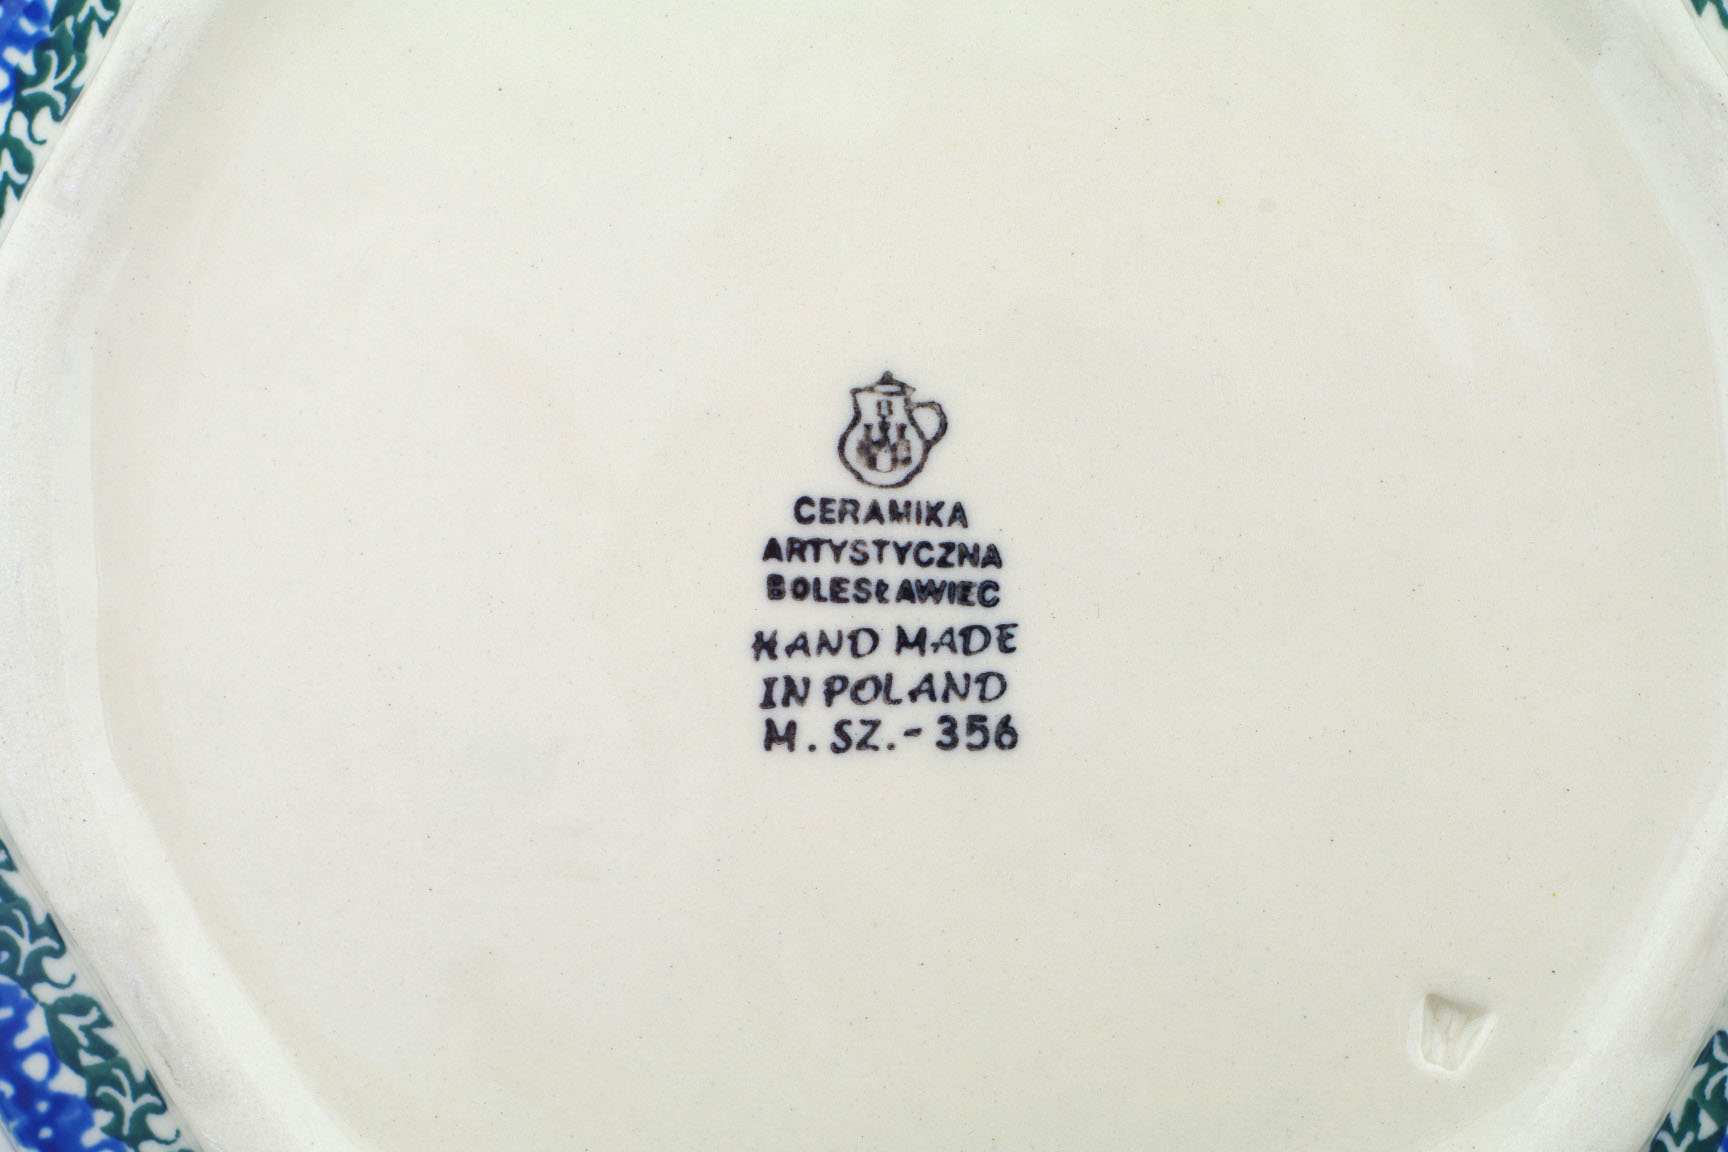 CERAMIKA
ARTYSTYCZNA
BOLESŁAWIEC
HAND MADE
IN POLAND
M. SZ.-356